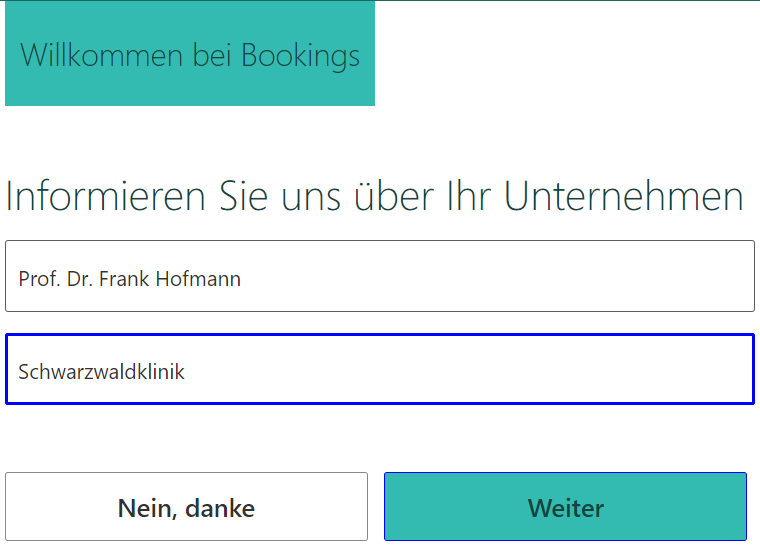 Willkommen bei Bookings
Informieren Sie uns über Ihr Unternehmen
Prof. Dr. Frank Hofmann
Schwarzwaldklinik
Nein, danke
Weiter